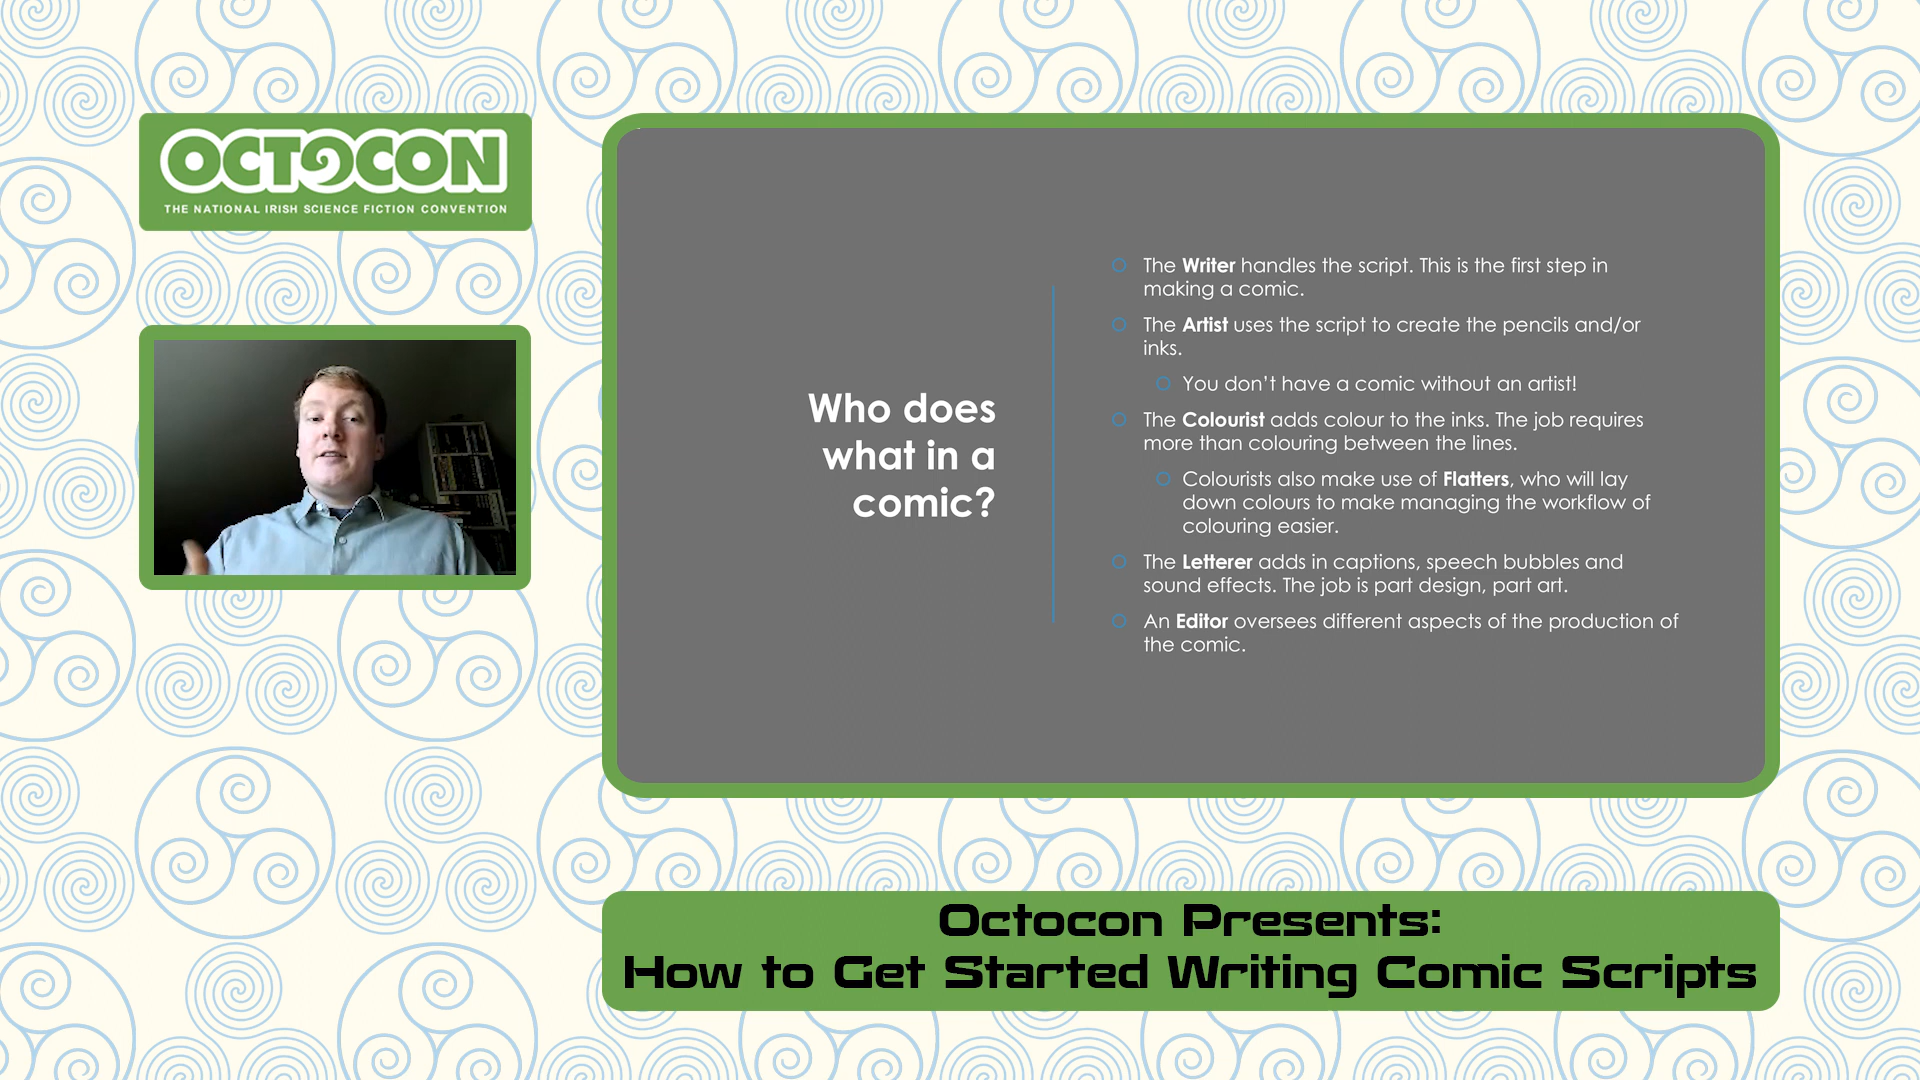 OCTOCON
THE NATIONAL IRISH SCIENCE FICTION CONVENTION
Who does
what in a
comic?
The Writer handles the script. This is the first step in
making a comic.
The Artist uses the script to create the pencils and/or
inks.
You don’t have a comic without an artist!
The Colourist adds colour to the inks. The job requires
more than colouring between the lines.
Colourists also make use of Flatters, who will lay
down colours to make managing the workflow of
colouring easier.
The Letterer adds in captions, speech bubbles and
sound effects. The job is part design, part art.
An Editor oversees different aspects of the production of
the comic.
Octocon Presents:
How to Get Started Writing Comic Scripts